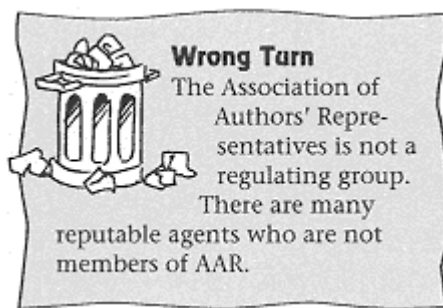 Wrong Turn
The Association of
Authors' Repre-
sentatives is not a
regulating group.
There are many
reputable agents who are not
members of AAR.